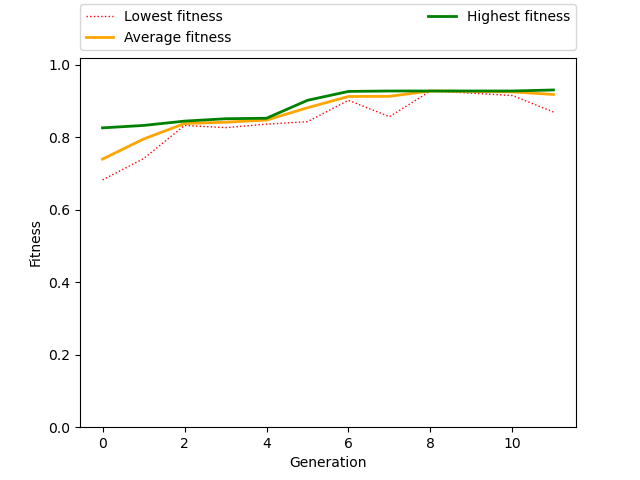 Lowest fitness
Average fitness
Highest fitness
1.0
0.8
0.6
0.4
0.2
0.0
Fitness
0 2 4 6 8 10
Generation